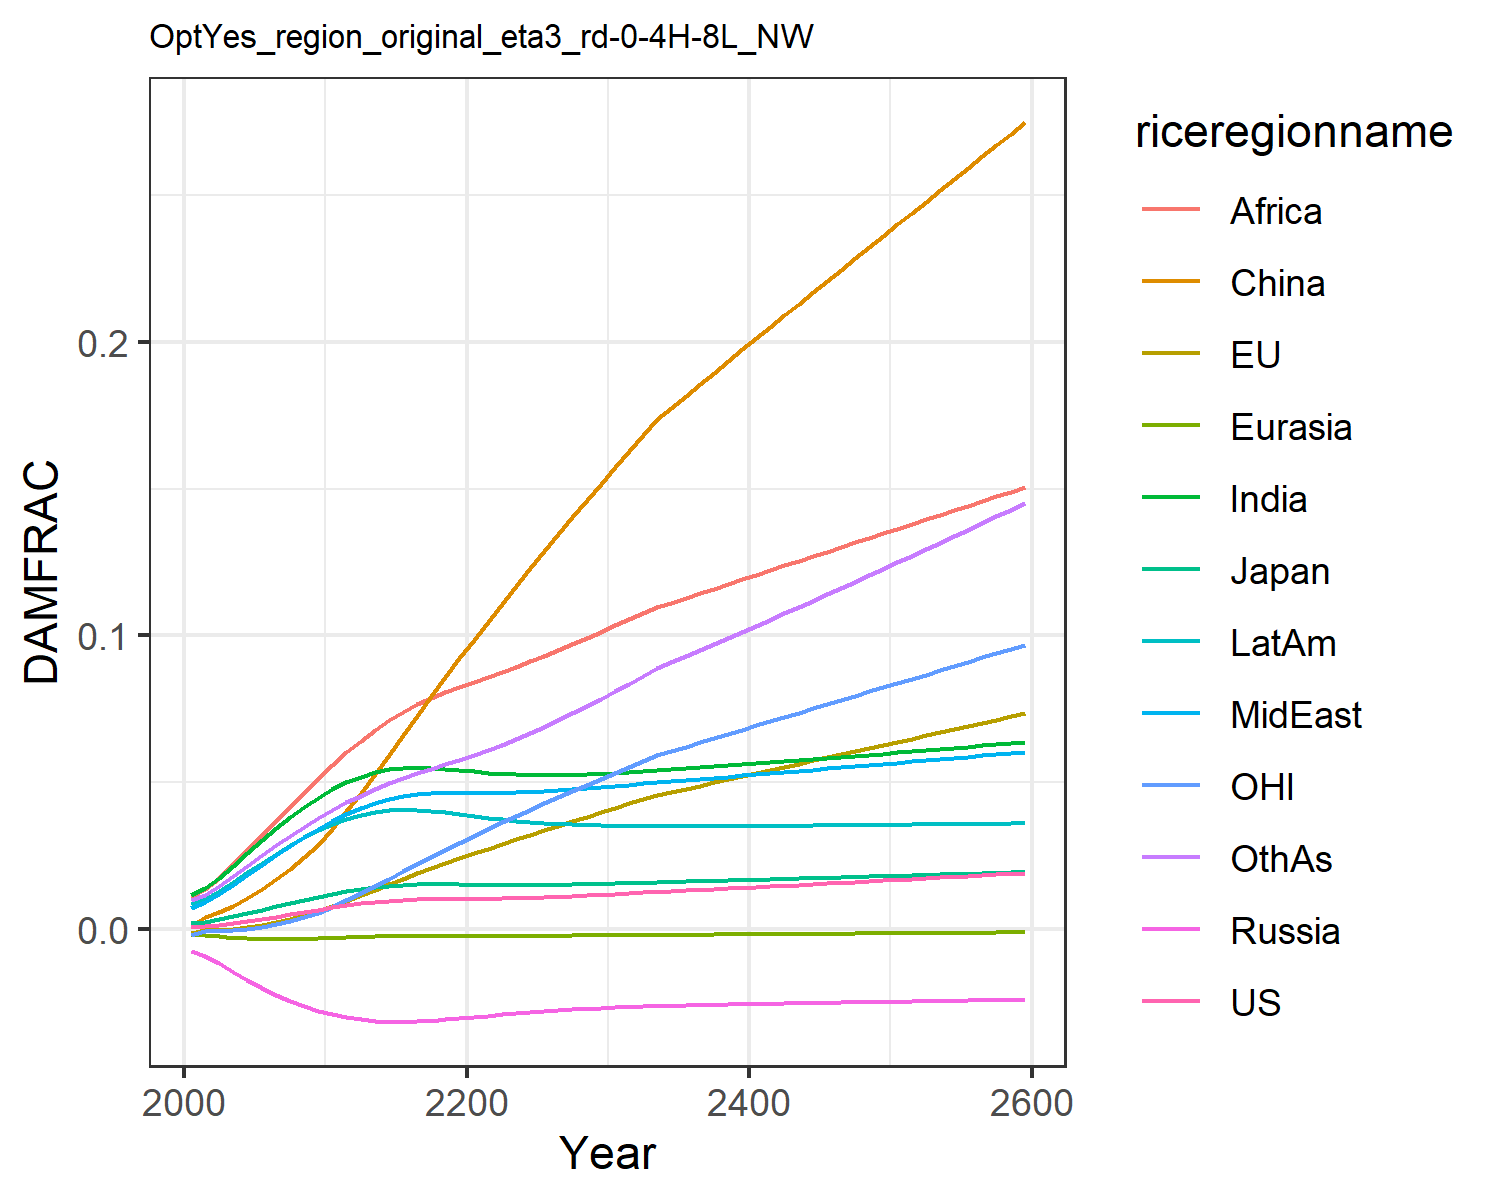 OptYes_region_original_eta3_rd-0-4H-8L_NW
DAMFRAC
0.2
0.1
0.0
2000 2200 2400 2600
Year
riceregionname
Africa
China
EU
Eurasia
India
Japan
LatAm
MidEast
OHI
OthAs
Russia
US